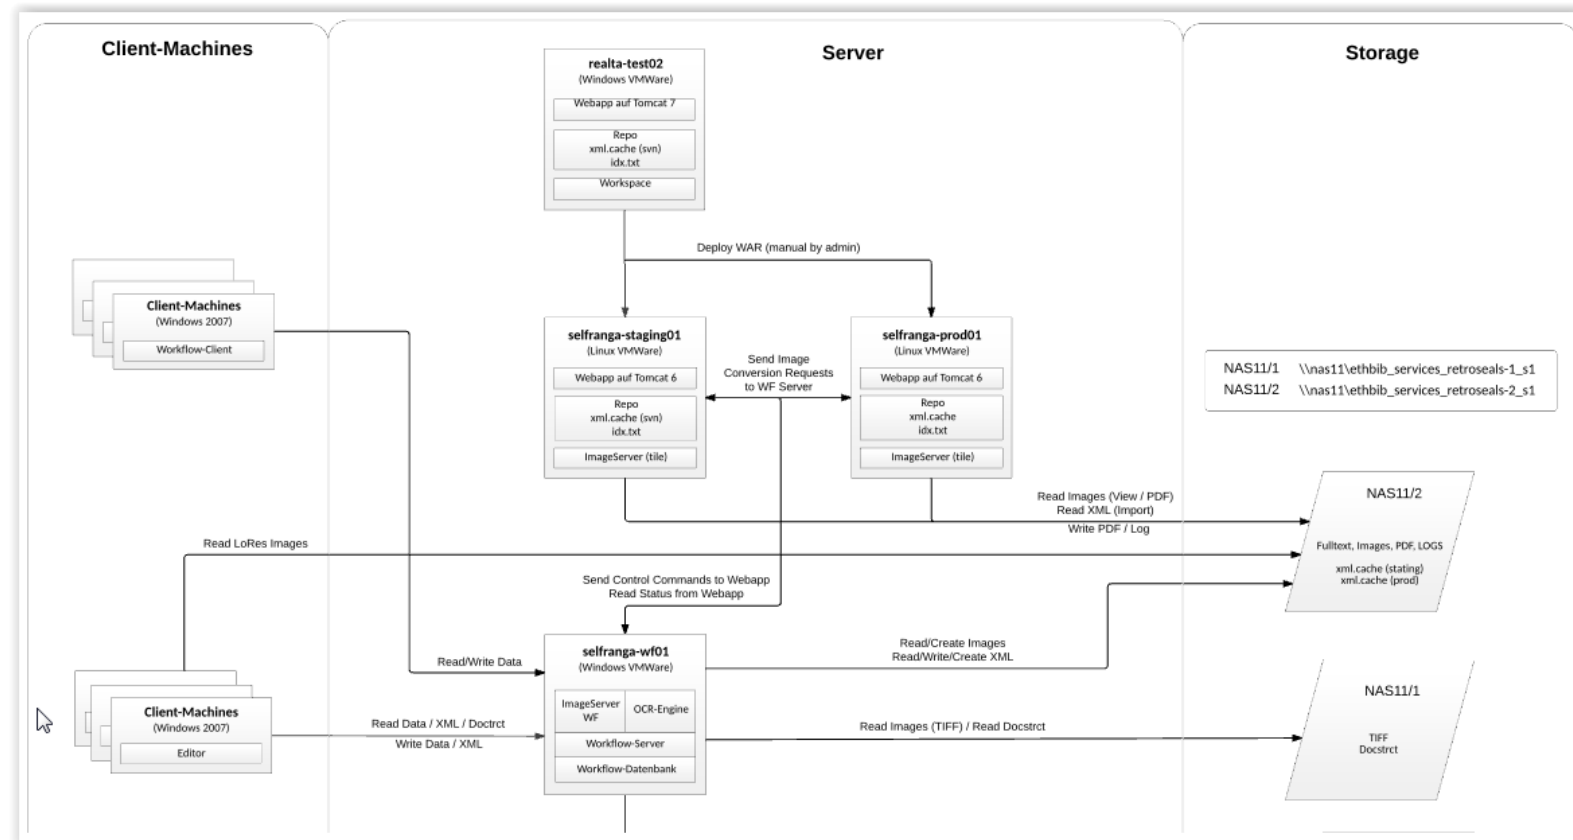 Client-Machines
Server
Storage
realta-test02
(Windows VMWare)
Webapp auf Tomcat 7
Repo
xml.cache (svn)
idx.txt
Workspace
Deploy WAR (manual by admin)
Client-Machines
(Windows 2007)
Workflow-Client
selfranga-staging01
(Linux VMWare)
Webapp auf Tomcat 6
Repo
xml.cache (svn)
idx.txt
ImageServer (tile)
Send Image
Conversion Requests
to WF Server
selfranga-prod01
(Linux VMWare)
Webapp auf Tomcat 6
Repo
xml.cache
idx.txt
ImageServer (tile)
NAS11/1 \\nas11\ethbib_services_retroseals-1_s1
NAS11/2 \\nas11\ethbib_services_retroseals-2_s1
Read Images (View / PDF)
Read XML (Import)
Write PDF / Log
NAS11/2
Fulltext, Images, PDF, LOGS
xml.cache (stating)
xml.cache (prod)
Read LoRes Images
Send Control Commands to Webapp
Read Status from Webapp
Read/Write Data
selfranga-wf01
(Windows VMWare)
ImageServer
WF
OCR-Engine
Workflow-Server
Workflow-Datenbank
Read/Create Images
Read/Write/Create XML
Client-Machines
(Windows 2007)
Editor
Read Data / XML / Doctrct
Write Data / XML
Read Images (TIFF) / Read Docstrct
NAS11/1
TIFF
Docstrct